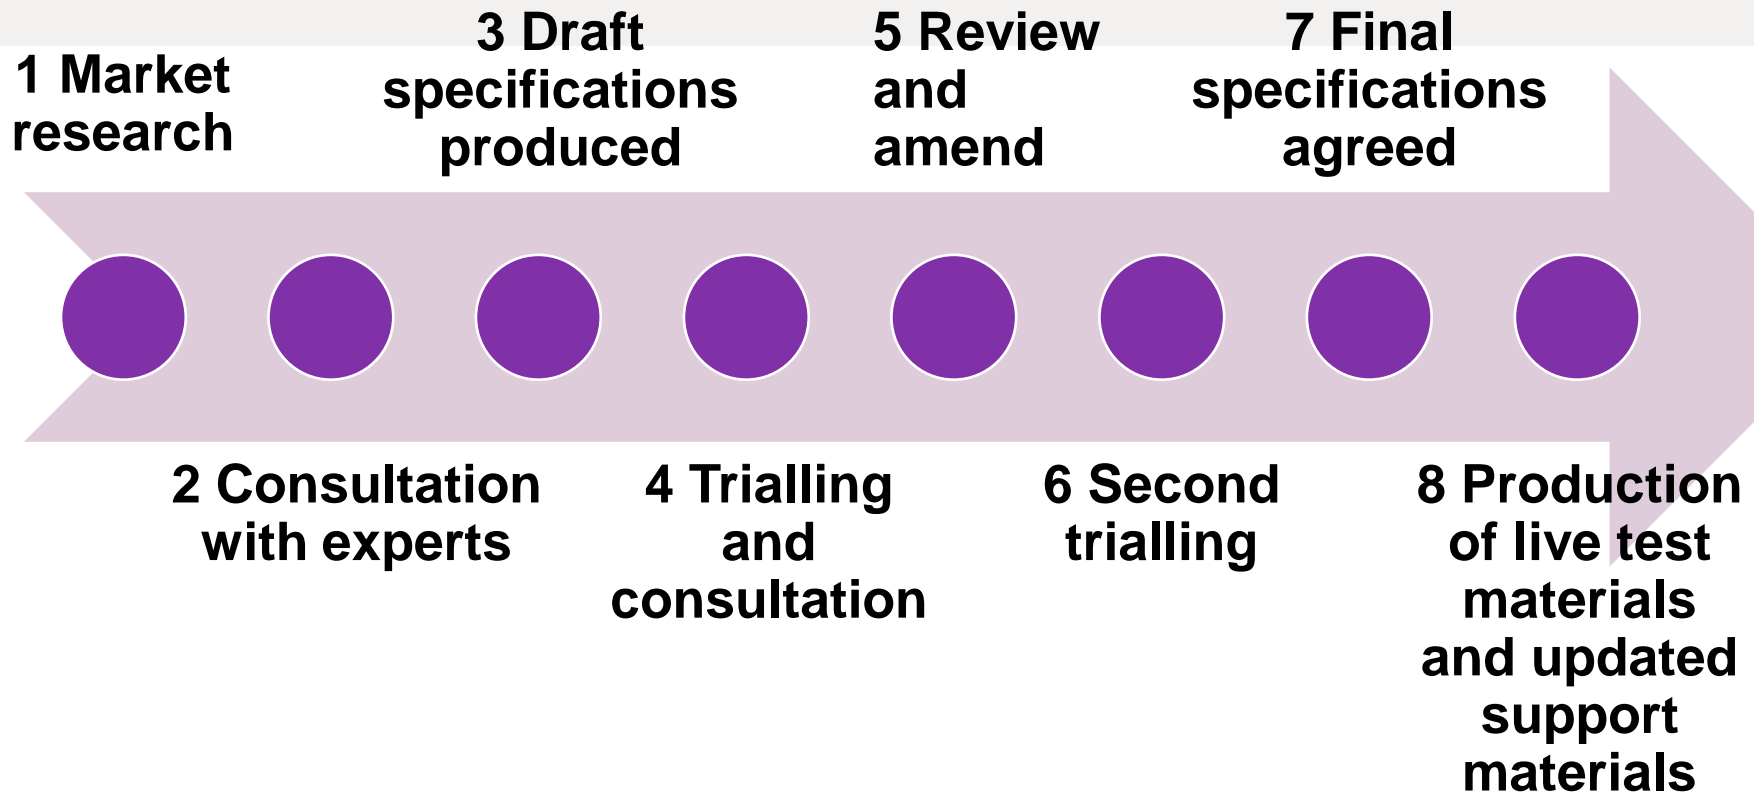 1 Market
research
2 Consultation
with experts
3 Draft
specifications
produced
4 Trialling
and
consultation
5 Review
and
amend
6 Second
trialling
7 Final
specifications
agreed
8 Production
of live test
materials
and updated
support
materials